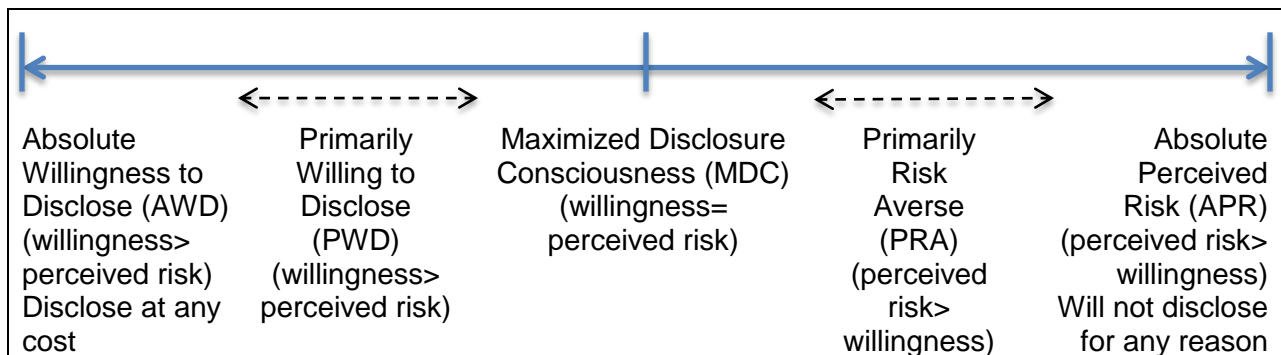 Absolute
Willingness to
Disclose (AWD)
(willingness>
perceived risk)
Disclose at any
cost
Primarily
Willing to
Disclose
(PWD)
(willingness>
perceived risk)
Maximized Disclosure
Consciousness (MDC)
(willingness=
perceived risk)
Primarily
Risk
Averse
(PRA)
(perceived
risk>
willingness)
Absolute
Perceived
Risk (APR)
(perceived risk>
willingness)
Will not disclose
for any reason